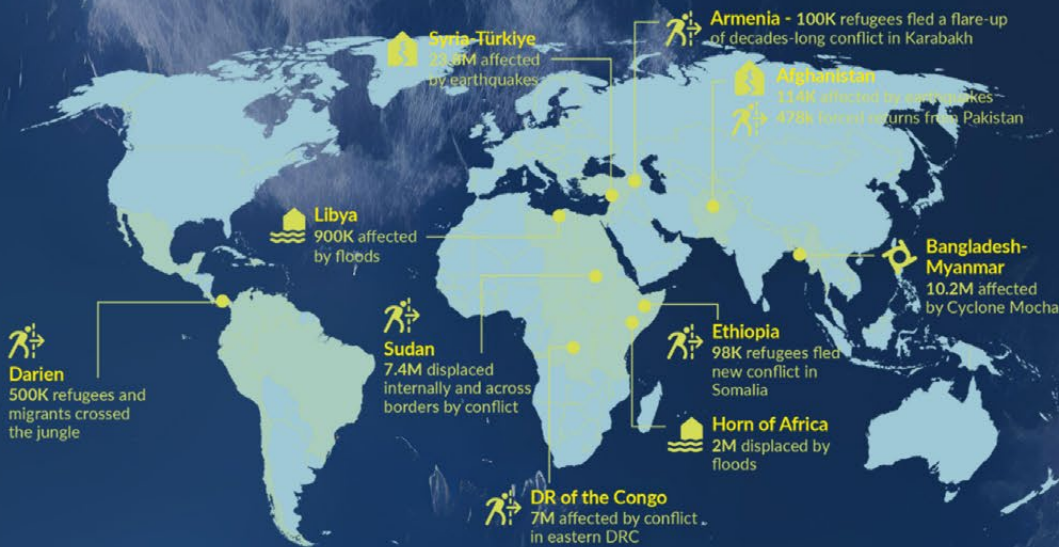 Syria-Türkiye
23.8M affected
by earthquakes
Armenia - 100K refugees fled a flare-up
of decades-long conflict in Karabakh
Afghanistan
114K affected by earthquakes
478k forced returns from Pakistan
Libya
900K affected
by floods
Bangladesh-
Myanmar
10.2M affected
by Cyclone Mocha
Darien
500K refugees and
migrants crossed
the jungle
Sudan
7.4M displaced
internally and across
borders by conflict
Ethiopia
98K refugees fled
new conflict in
Somalia
Horn of Africa
2M displaced by
floods
DR of the Congo
7M affected by conflict
in eastern DRC